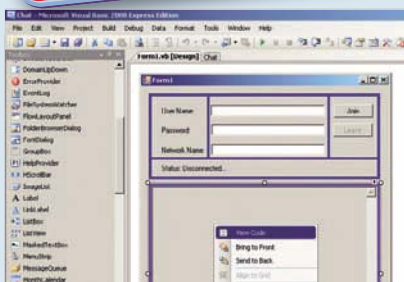 Chat - Microsoft Visual Basic 2008 Express Edition
File Edit View Project Build Debug Data Format Tools Window Help
Form1.vb [Design] Chat
DomainUpDown
ErrorProvider
EventLog
FileSystemWatcher
FlowLayoutPanel
FolderBrowserDialog
FontDialog
GroupBox
HelpProvider
HScrollBar
ImageList
Label
LinkLabel
ListBox
ListView
MaskedTextBox
MenuStrip
MessageQueue
MonthCalendar
Form1
User Name
Join
Password
Leave
Network Name
Status: Disconnected...
View Code
Bring to Front
Send to Back
Align to Grid